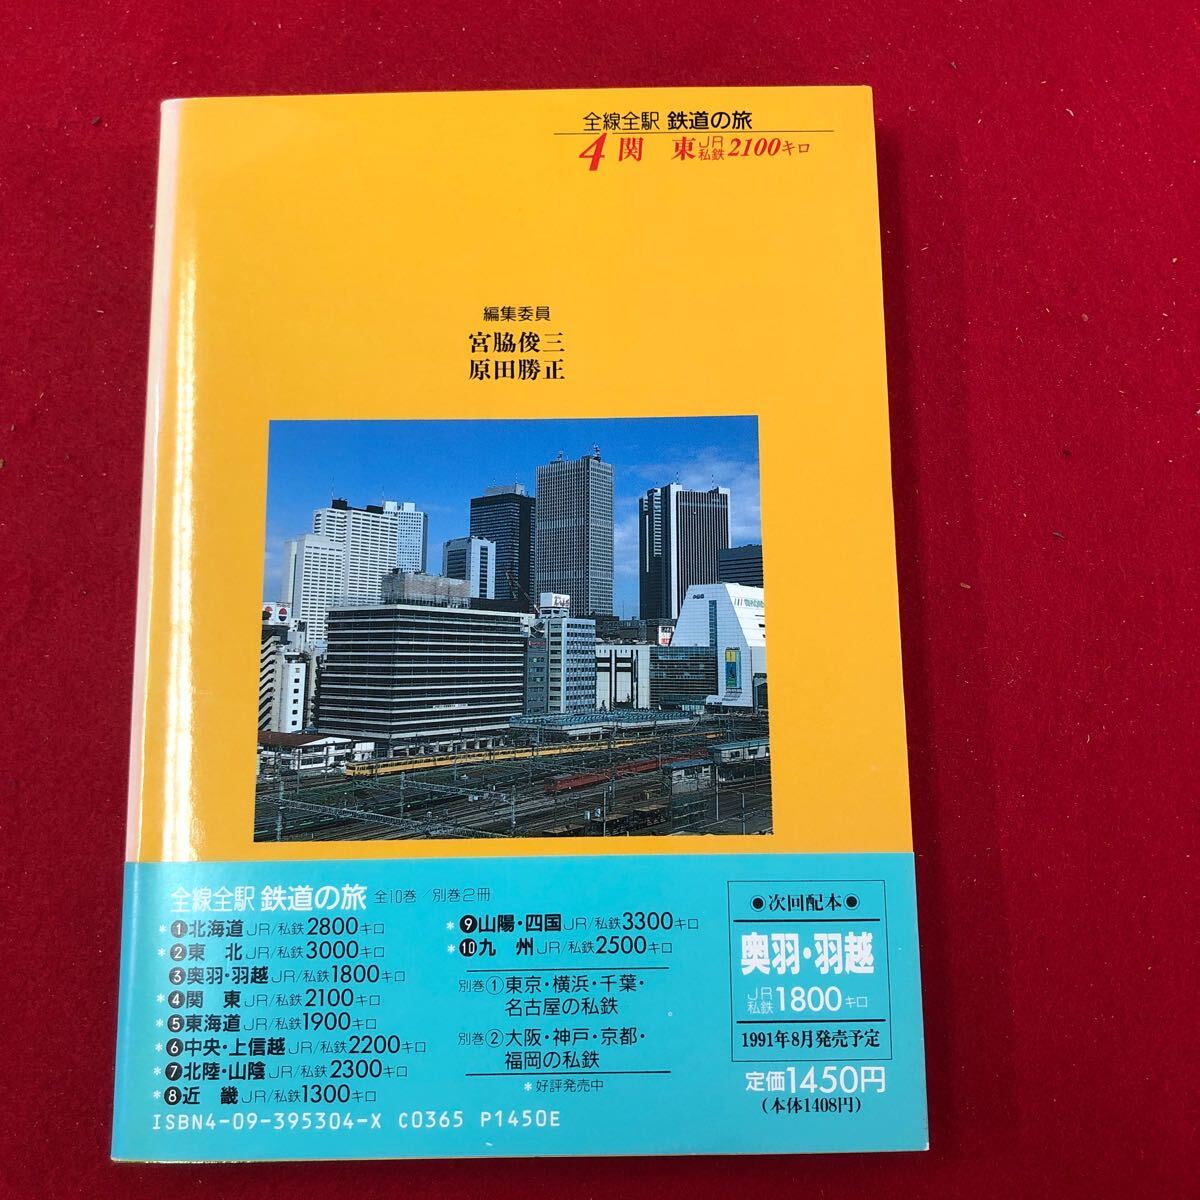 全線全駅 鉄道の旅
4 関 東 JR 私鉄 2100キロ
編集委員
宮脇俊三
原田勝正
全線全駅 鉄道の旅 全10巻/別巻2冊
*①北海道 JR/私鉄2800キロ
*②東 北 JR/私鉄3000キロ
③奥羽・羽越 JR/私鉄1800キロ
*④関 東 JR/私鉄2100キロ
*⑤東海道 JR/私鉄1900キロ
*⑥中央・上信越 JR/私鉄2200キロ
*⑦北陸・山陰 JR/私鉄2300キロ
*⑧近 畿 JR/私鉄1300キロ
*⑨山陽・四国 JR/私鉄3300キロ
*⑩九 州 JR/私鉄2500キロ
別巻①東京・横浜・千葉・
名古屋の私鉄
別巻②大阪・神戸・京都・
福岡の私鉄
*好評発売中
●次回配本●
奥羽・羽越
JR 私鉄 1800キロ
1991年8月発売予定
定価1450円
(本体1408円)
ISBN4-09-395304-X C0365 P1450E